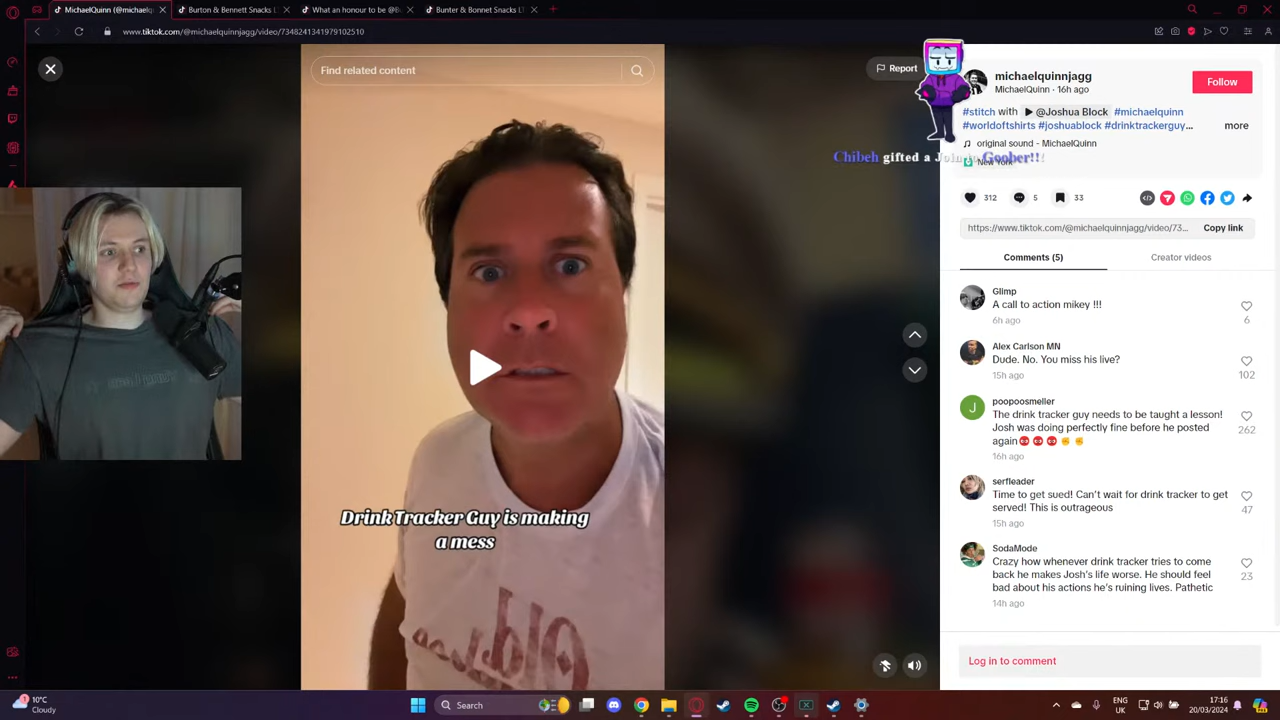 MichaelQuinn (@michaelq
Burton & Bennett Snacks L
What an honour to be @B
Bunter & Bonnet Snacks LT
www.tiktok.com/@michaelquinnjagg/video/7348241341979102510
Find related content
Report
michaelquinnjagg
MichaelQuinn · 16h ago
Follow
#stitch with ▶ @Joshua Block #michaelquinn
#worldoftshirts #joshuablock #drinktrackerguy...
more
original sound - MichaelQuinn
Chibeh gifted a Join to Goober!!!
New York
312
5
33
https://www.tiktok.com/@michaelquinnjagg/video/73...
Copy link
Comments (5)
Creator videos
Glimp
A call to action mikey !!!
6h ago
6
Alex Carlson MN
Dude. No. You miss his live?
15h ago
102
J
poopoosmeller
The drink tracker guy needs to be taught a lesson!
Josh was doing perfectly fine before he posted
again
16h ago
262
serfleader
Time to get sued! Can't wait for drink tracker to get
served! This is outrageous
15h ago
47
SodaMode
Crazy how whenever drink tracker tries to come
back he makes Josh's life worse. He should feel
bad about his actions he's ruining lives. Pathetic
14h ago
23
Drink Tracker Guy is making
a mess
Log in to comment
10°C
Cloudy
Search
ENG
UK
17:16
20/03/2024